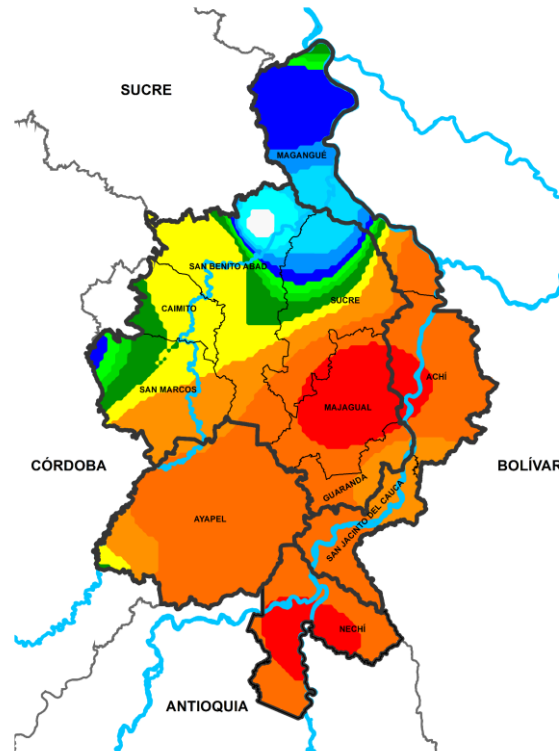 SUCRE
MAGANGUÉ
SAN BENITO ABAD
CAIMITO
SUCRE
SAN MARCOS
ACHÍ
MAJAGUAL
CÓRDOBA
BOLÍVAR
GUARANDA
AYAPEL
SAN JACINTO DEL CAUCA
NECHÍ
ANTIOQUIA